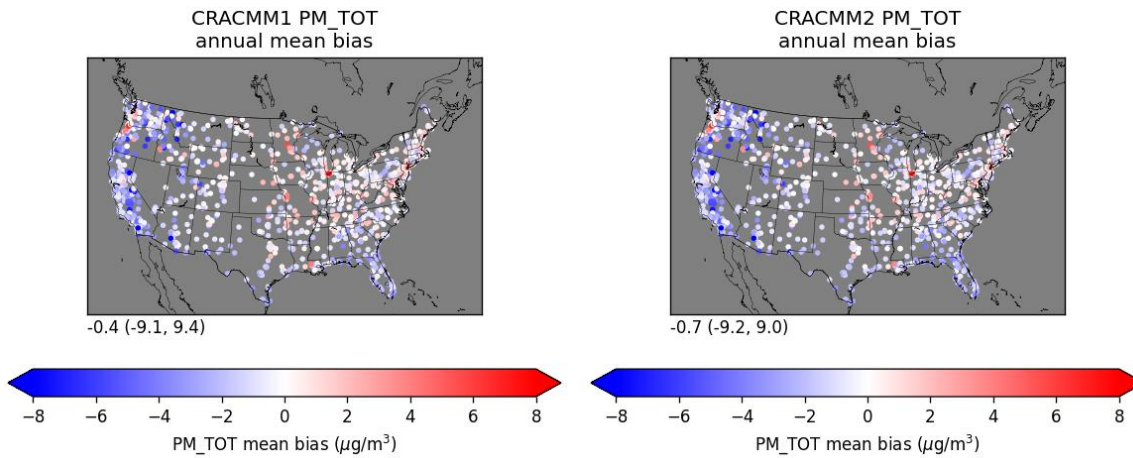 CRACMM1 PM_TOT
annual mean bias
-0.4 (-9.1, 9.4)
−8 −6 −4 −2 0 2 4 6 8
PM_TOT mean bias (μg/m³)
CRACMM2 PM_TOT
annual mean bias
-0.7 (-9.2, 9.0)
−8 −6 −4 −2 0 2 4 6 8
PM_TOT mean bias (μg/m³)